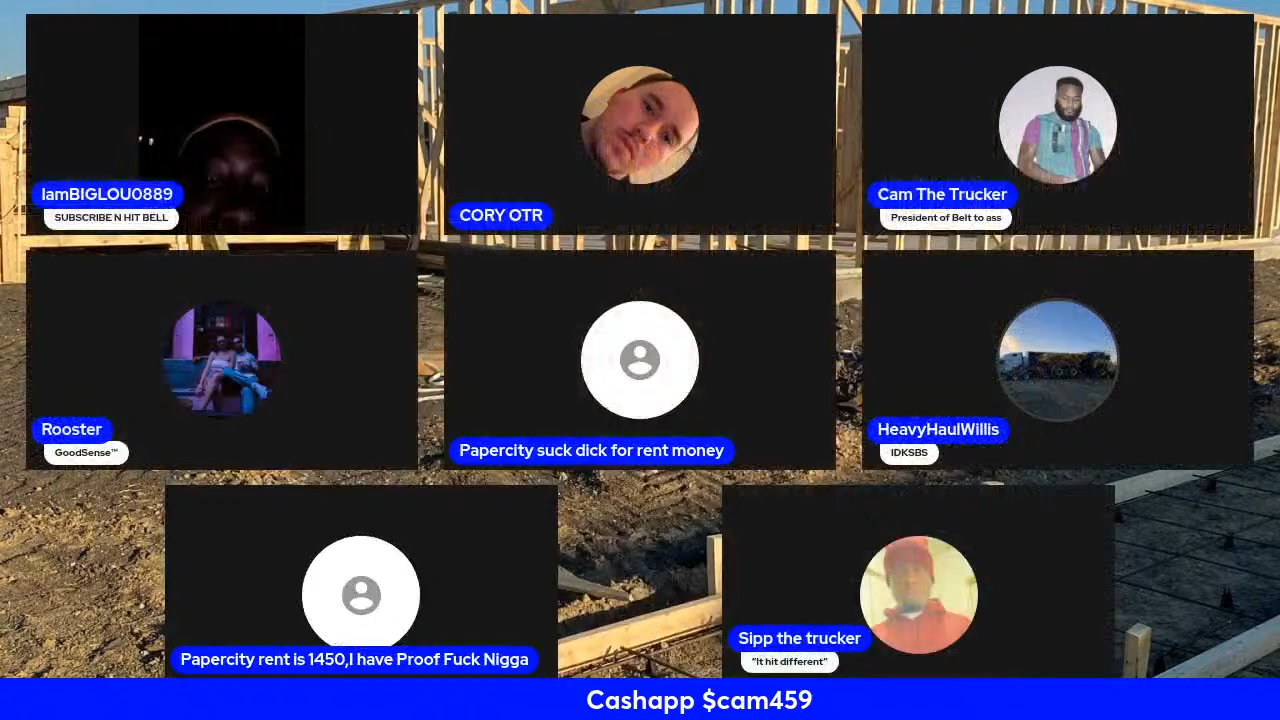 IamBIGLOU0889
SUBSCRIBE N HIT BELL
CORY OTR
Cam The Trucker
President of Belt to ass
Rooster
GoodSense™
Papercity suck dick for rent money
HeavyHaulWillis
IDKSBS
Papercity rent is 1450,I have Proof Fuck Nigga
Sipp the trucker
"It hit different"
Cashapp $cam459